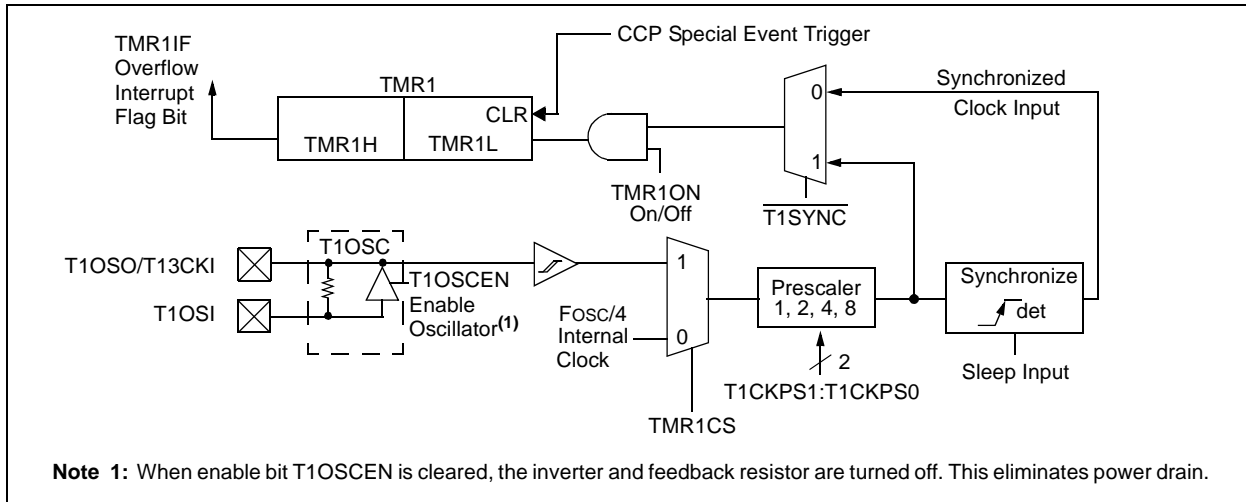 CCP Special Event Trigger
TMR1IF
Overflow
Interrupt
Flag Bit
TMR1
CLR
TMR1H
TMR1L
TMR1ON
On/Off
0
1
T1SYNC
Synchronized
Clock Input
T1OSC
T1OSO/T13CKI
T1OSI
T1OSCEN
Enable
Oscillator(1)
FOSC/4
Internal
Clock
1
0
TMR1CS
Prescaler
1, 2, 4, 8
2
T1CKPS1:T1CKPS0
Synchronize
det
Sleep Input
Note 1: When enable bit T1OSCEN is cleared, the inverter and feedback resistor are turned off. This eliminates power drain.